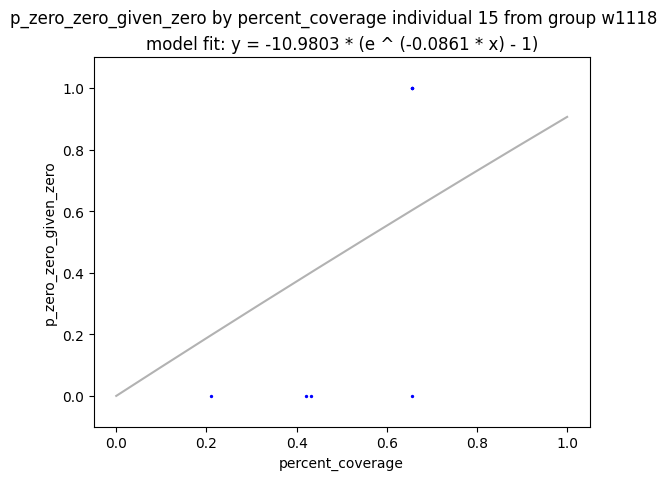 p_zero_zero_given_zero by percent_coverage individual 15 from group w1118
model fit: y = -10.9803 * (e ^ (-0.0861 * x) - 1)
1.0
0.8
0.6
0.4
0.2
0.0
p_zero_zero_given_zero
0.0 0.2 0.4 0.6 0.8 1.0
percent_coverage